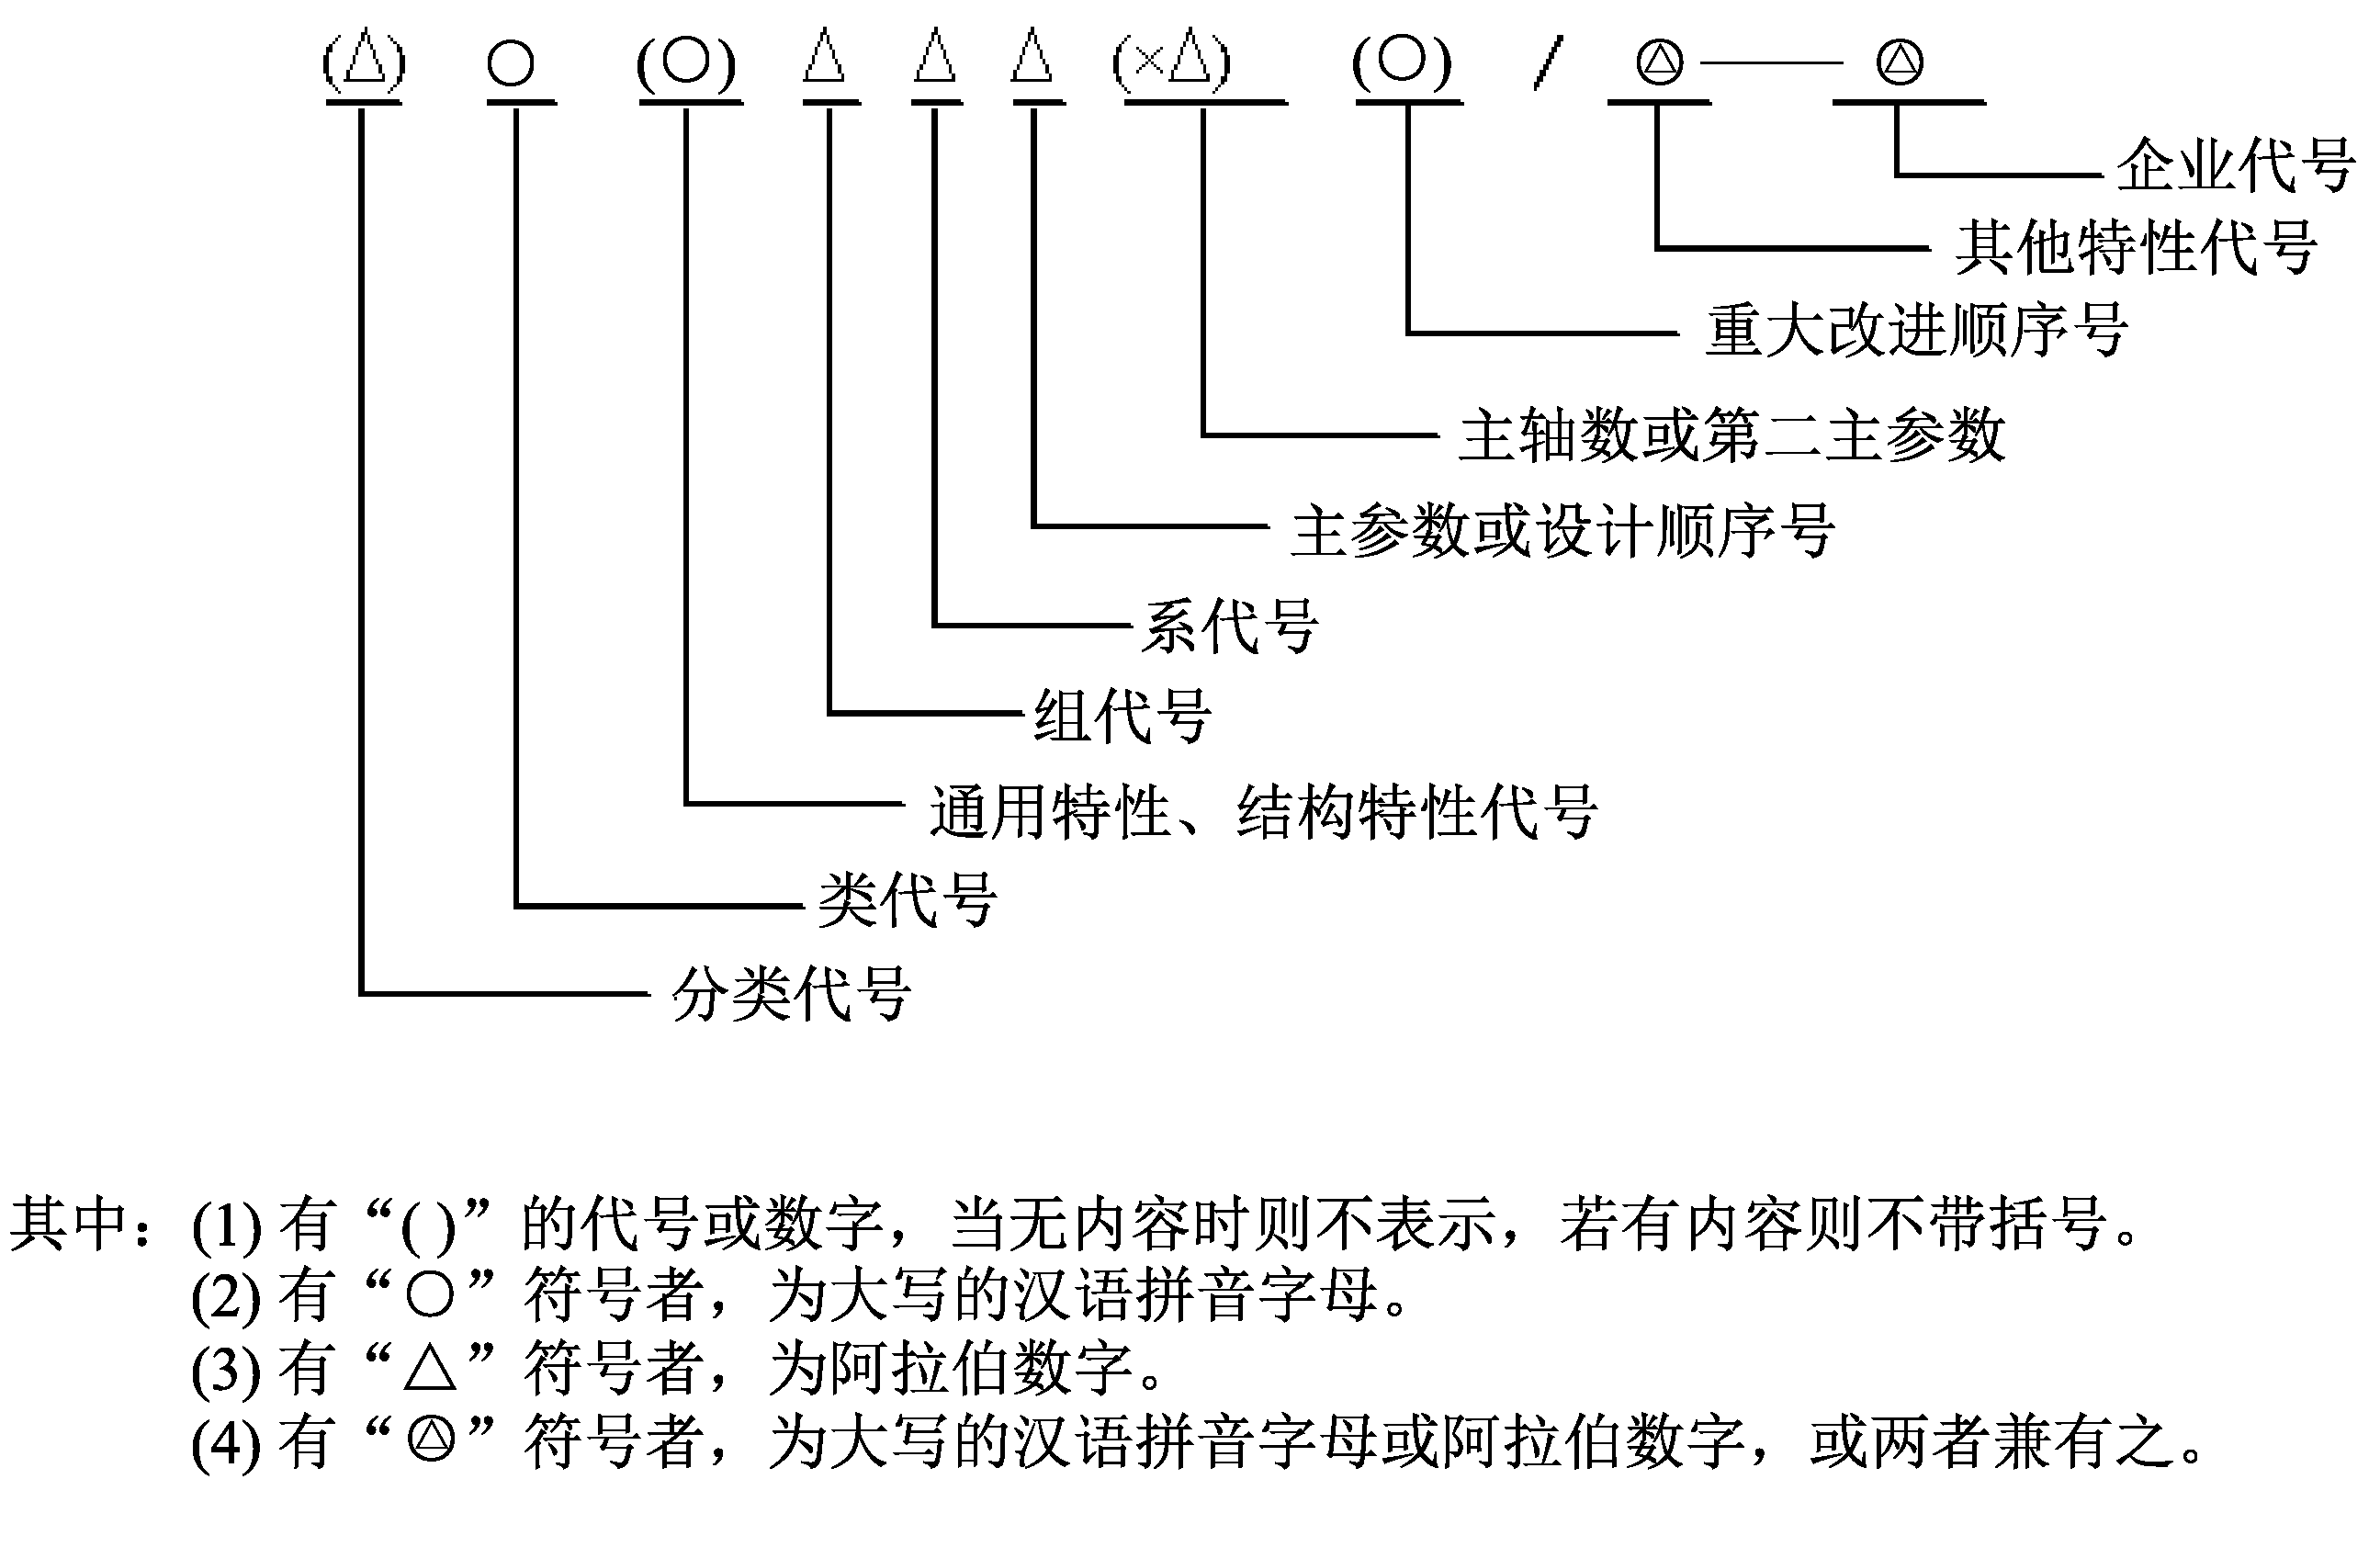 (△) ○ (○) △ △ △ (×△) (○) / Ⓐ — Ⓐ
企业代号
其他特性代号
重大改进顺序号
主轴数或第二主参数
主参数或设计顺序号
系代号
组代号
通用特性、结构特性代号
类代号
分类代号
其中：(1) 有“( )”的代号或数字，当无内容时则不表示，若有内容则不带括号。
(2) 有“○”符号者，为大写的汉语拼音字母。
(3) 有“△”符号者，为阿拉伯数字。
(4) 有“◬”符号者，为大写的汉语拼音字母或阿拉伯数字，或两者兼有之。